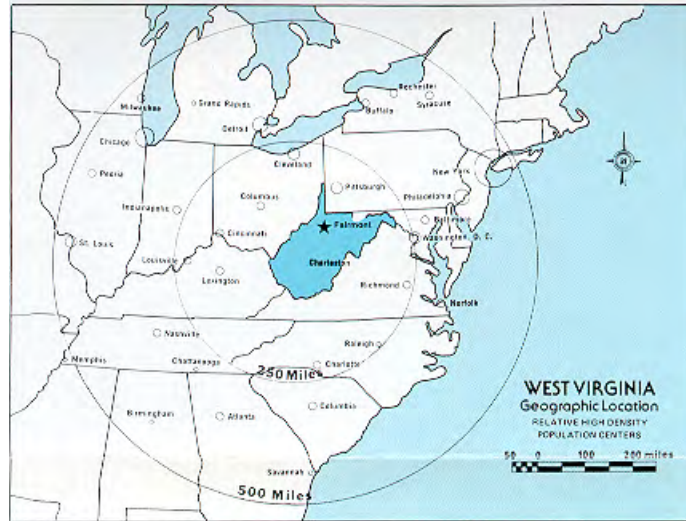 Rochester
Milwaukee
Grand Rapids
Buffalo
Syracuse
Detroit
Chicago
Cleveland
New York
Peoria
Pittsburgh
Philadelphia
Columbus
Indianapolis
Baltimore
Fairmont
Cincinnati
Washington, D. C.
St. Louis
Louisville
Charleston
Lexington
Richmond
Norfolk
Nashville
Raleigh
Memphis
Chattanooga
Charlotte
250 Miles
WEST VIRGINIA
Geographic Location
RELATIVE HIGH DENSITY
POPULATION CENTERS
Birmingham
Atlanta
Columbia
50 0 100 200 MILES
Savannah
500 Miles